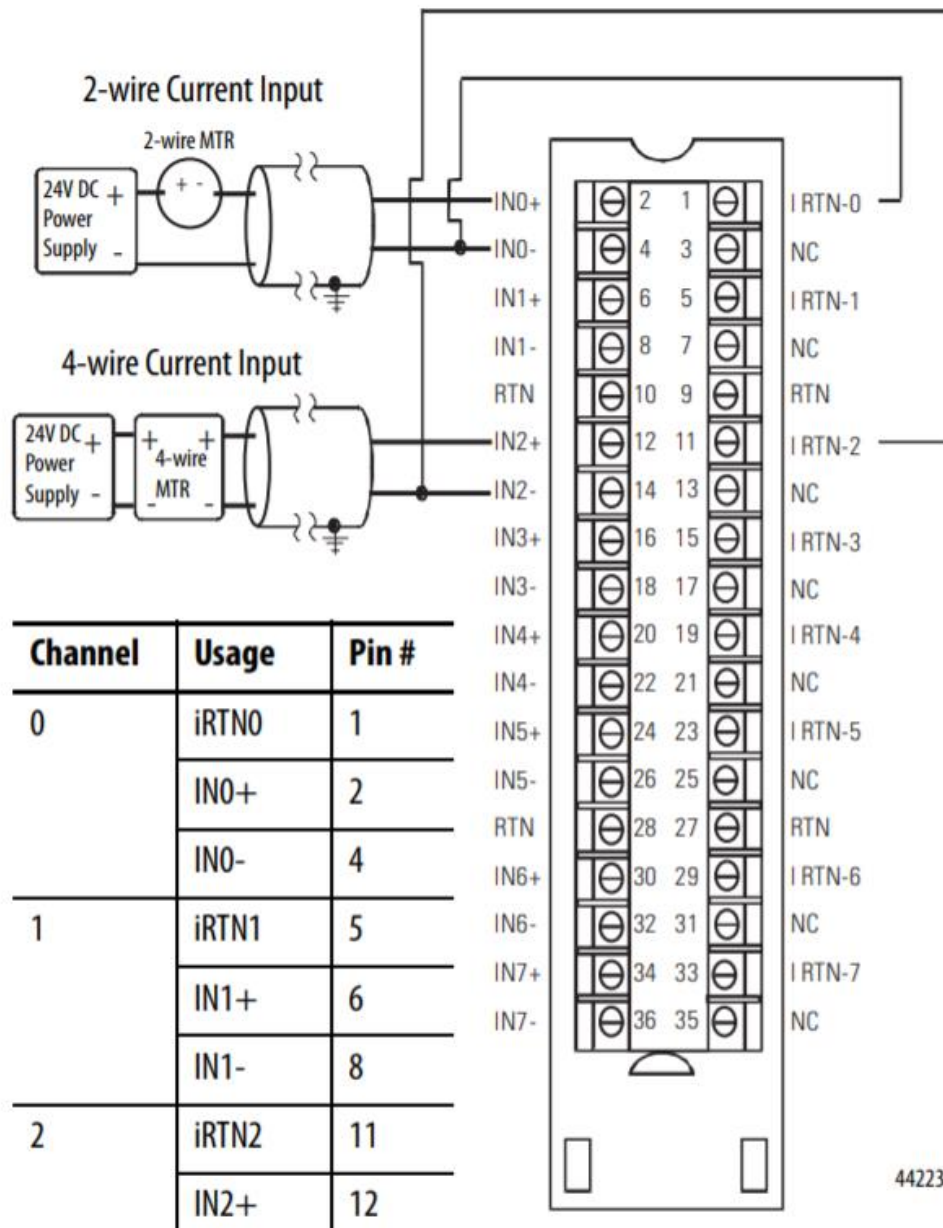 2-wire Current Input
2-wire MTR
+ -
24V DC +
Power
Supply -
4-wire Current Input
24V DC +
Power
Supply -
+ +
4-wire
MTR
- -
IN0+ 2 1 I RTN-0
IN0- 4 3 NC
IN1+ 6 5 I RTN-1
IN1- 8 7 NC
RTN 10 9 RTN
IN2+ 12 11 I RTN-2
IN2- 14 13 NC
IN3+ 16 15 I RTN-3
IN3- 18 17 NC
IN4+ 20 19 I RTN-4
IN4- 22 21 NC
IN5+ 24 23 I RTN-5
IN5- 26 25 NC
RTN 28 27 RTN
IN6+ 30 29 I RTN-6
IN6- 32 31 NC
IN7+ 34 33 I RTN-7
IN7- 36 35 NC
Channel Usage Pin #
0 iRTN0 1
IN0+ 2
IN0- 4
1 iRTN1 5
IN1+ 6
IN1- 8
2 iRTN2 11
IN2+ 12
44223